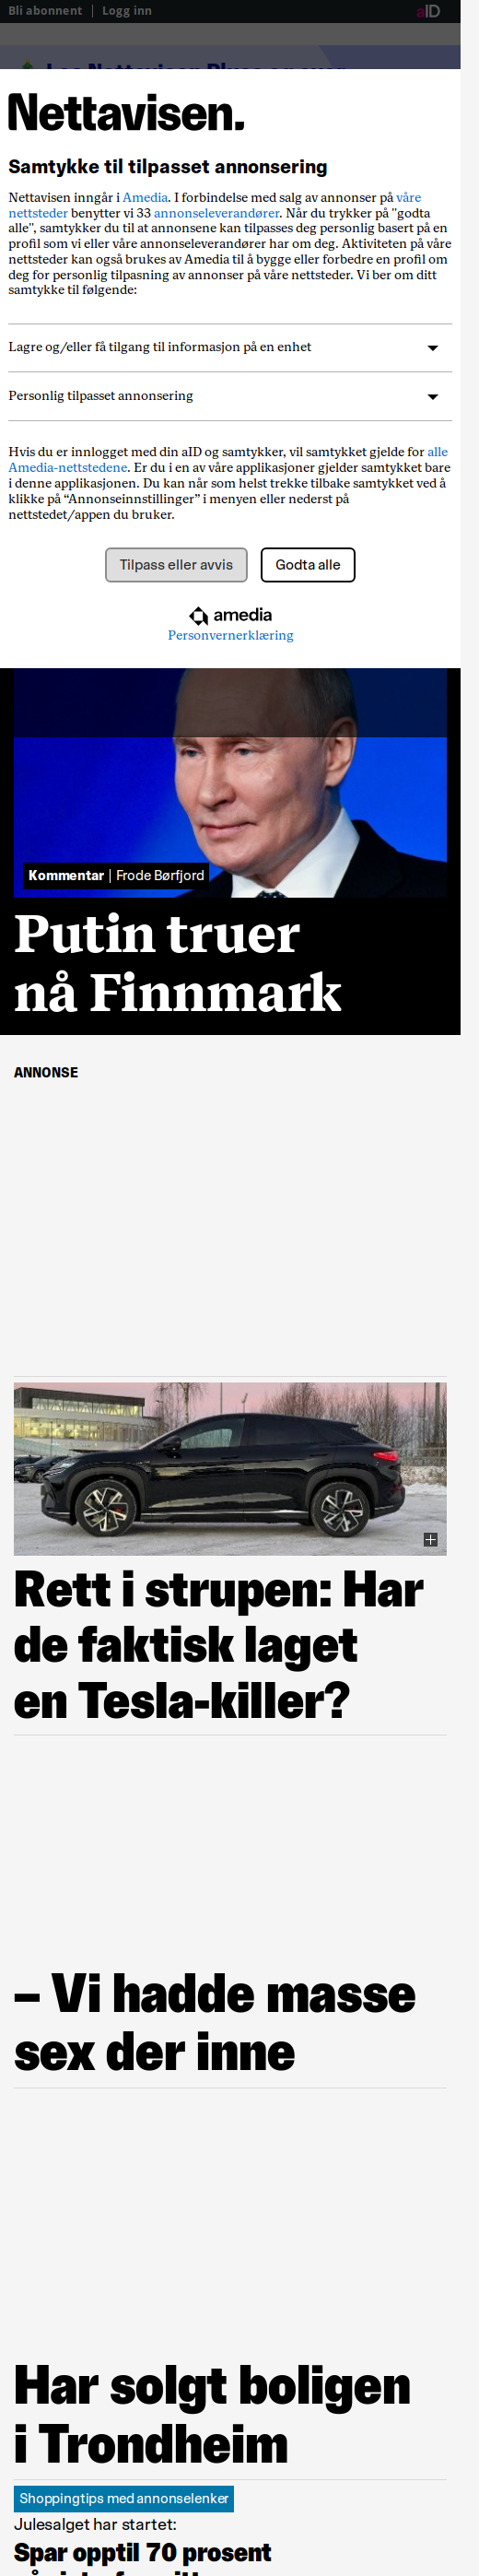 Bli abonnent | Logg inn
aID
Nettavisen.
Samtykke til tilpasset annonsering
Nettavisen inngår i Amedia. I forbindelse med salg av annonser på våre
nettsteder benytter vi 33 annonseleverandører. Når du trykker på "godta
alle", samtykker du til at annonsene kan tilpasses deg personlig basert på en
profil som vi eller våre annonseleverandører har om deg. Aktiviteten på våre
nettsteder kan også brukes av Amedia til å bygge eller forbedre en profil om
deg for personlig tilpasning av annonser på våre nettsteder. Vi ber om ditt
samtykke til følgende:
Lagre og/eller få tilgang til informasjon på en enhet
Personlig tilpasset annonsering
Hvis du er innlogget med din aID og samtykker, vil samtykket gjelde for alle
Amedia-nettstedene. Er du i en av våre applikasjoner gjelder samtykket bare
i denne applikasjonen. Du kan når som helst trekke tilbake samtykket ved å
klikke på “Annonseinnstillinger” i menyen eller nederst på
nettstedet/appen du bruker.
Tilpass eller avvis
Godta alle
amedia
Personvernerklæring
Kommentar | Frode Børfjord
Putin truer
nå Finnmark
ANNONSE
Rett i strupen: Har
de faktisk laget
en Tesla-killer?
– Vi hadde masse
sex der inne
Har solgt boligen
i Trondheim
Shoppingtips med annonselenker
Julesalget har startet:
Spar opptil 70 prosent